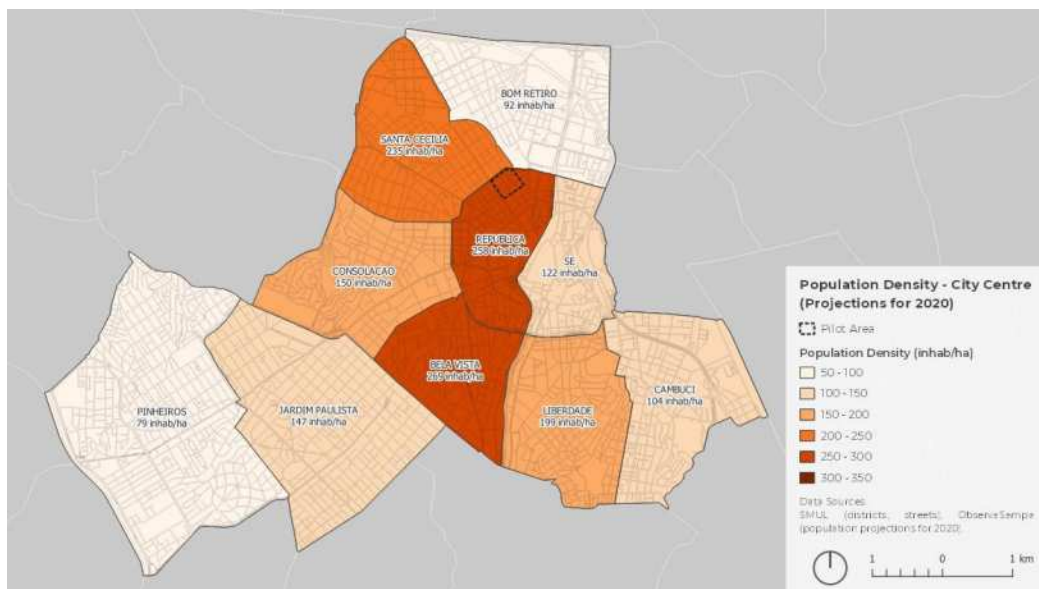 BOM RETIRO
92 inhab/ha
SANTA CECILIA
235 inhab/ha
REPUBLICA
258 inhab/ha
SE
122 inhab/ha
CONSOLACAO
150 inhab/ha
BELA VISTA
265 inhab/ha
LIBERDADE
199 inhab/ha
CAMBUCI
104 inhab/ha
JARDIM PAULISTA
147 inhab/ha
PINHEIROS
79 inhab/ha
Population Density - City Centre
(Projections for 2020)
Pilot Area
Population Density (inhab/ha)
50 - 100
100 - 150
150 - 200
200 - 250
250 - 300
300 - 350
Data Sources:
SMUL (districts, streets), ObservaSampa
(population projections for 2020).
1 0 1 km